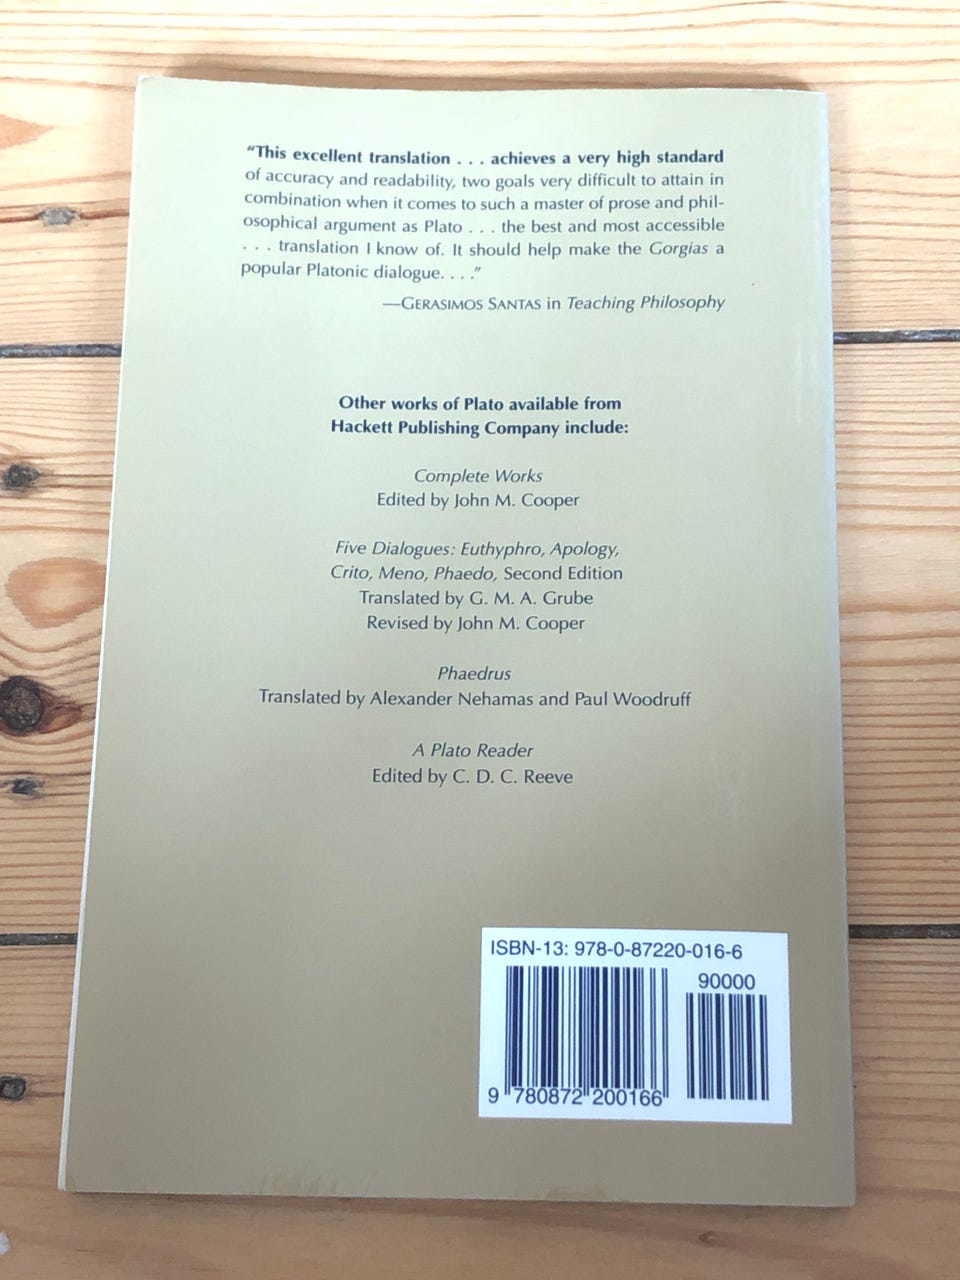 “This excellent translation . . . achieves a very high standard
of accuracy and readability, two goals very difficult to attain in
combination when it comes to such a master of prose and phil-
osophical argument as Plato . . . the best and most accessible
. . . translation I know of. It should help make the Gorgias a
popular Platonic dialogue. . . .”
—GERASIMOS SANTAS in Teaching Philosophy
Other works of Plato available from
Hackett Publishing Company include:
Complete Works
Edited by John M. Cooper
Five Dialogues: Euthyphro, Apology,
Crito, Meno, Phaedo, Second Edition
Translated by G. M. A. Grube
Revised by John M. Cooper
Phaedrus
Translated by Alexander Nehamas and Paul Woodruff
A Plato Reader
Edited by C. D. C. Reeve
ISBN-13: 978-0-87220-016-6
90000
9 780872 200166